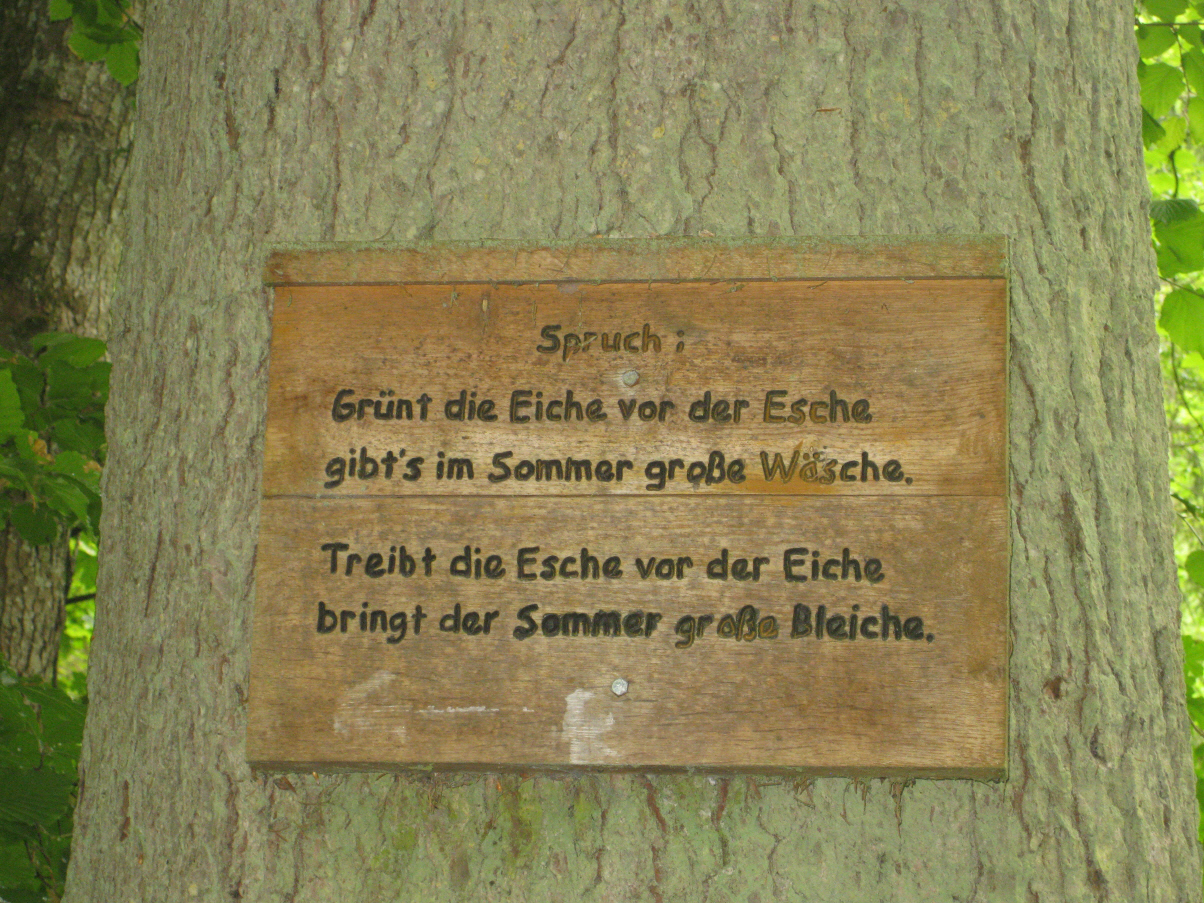 Spruch :
Grünt die Eiche vor der Esche
gibt's im Sommer große Wäsche.
Treibt die Esche vor der Eiche
bringt der Sommer große Bleiche.